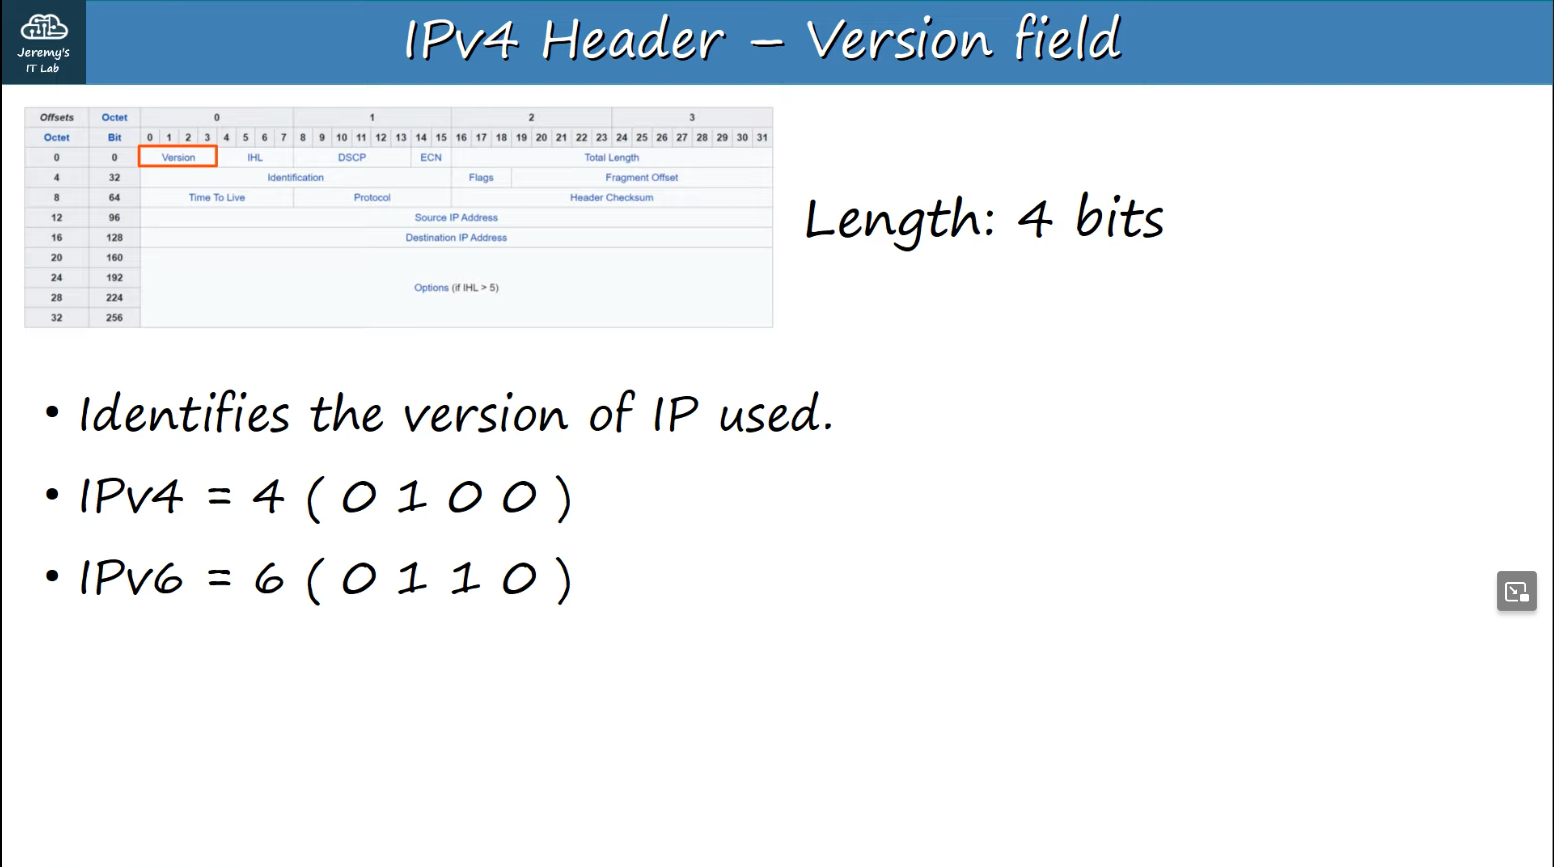 Jeremy's
IT Lab
IPv4 Header – Version field
Offsets Octet 0 1 2 3
Octet Bit 0 1 2 3 4 5 6 7 8 9 10 11 12 13 14 15 16 17 18 19 20 21 22 23 24 25 26 27 28 29 30 31
0 0 Version IHL DSCP ECN Total Length
4 32 Identification Flags Fragment Offset
8 64 Time To Live Protocol Header Checksum
12 96 Source IP Address
16 128 Destination IP Address
20 160
24 192
Options (if IHL > 5)
28 224
32 256
Length: 4 bits
• Identifies the version of IP used.
• IPv4 = 4 ( 0 1 0 0 )
• IPv6 = 6 ( 0 1 1 0 )